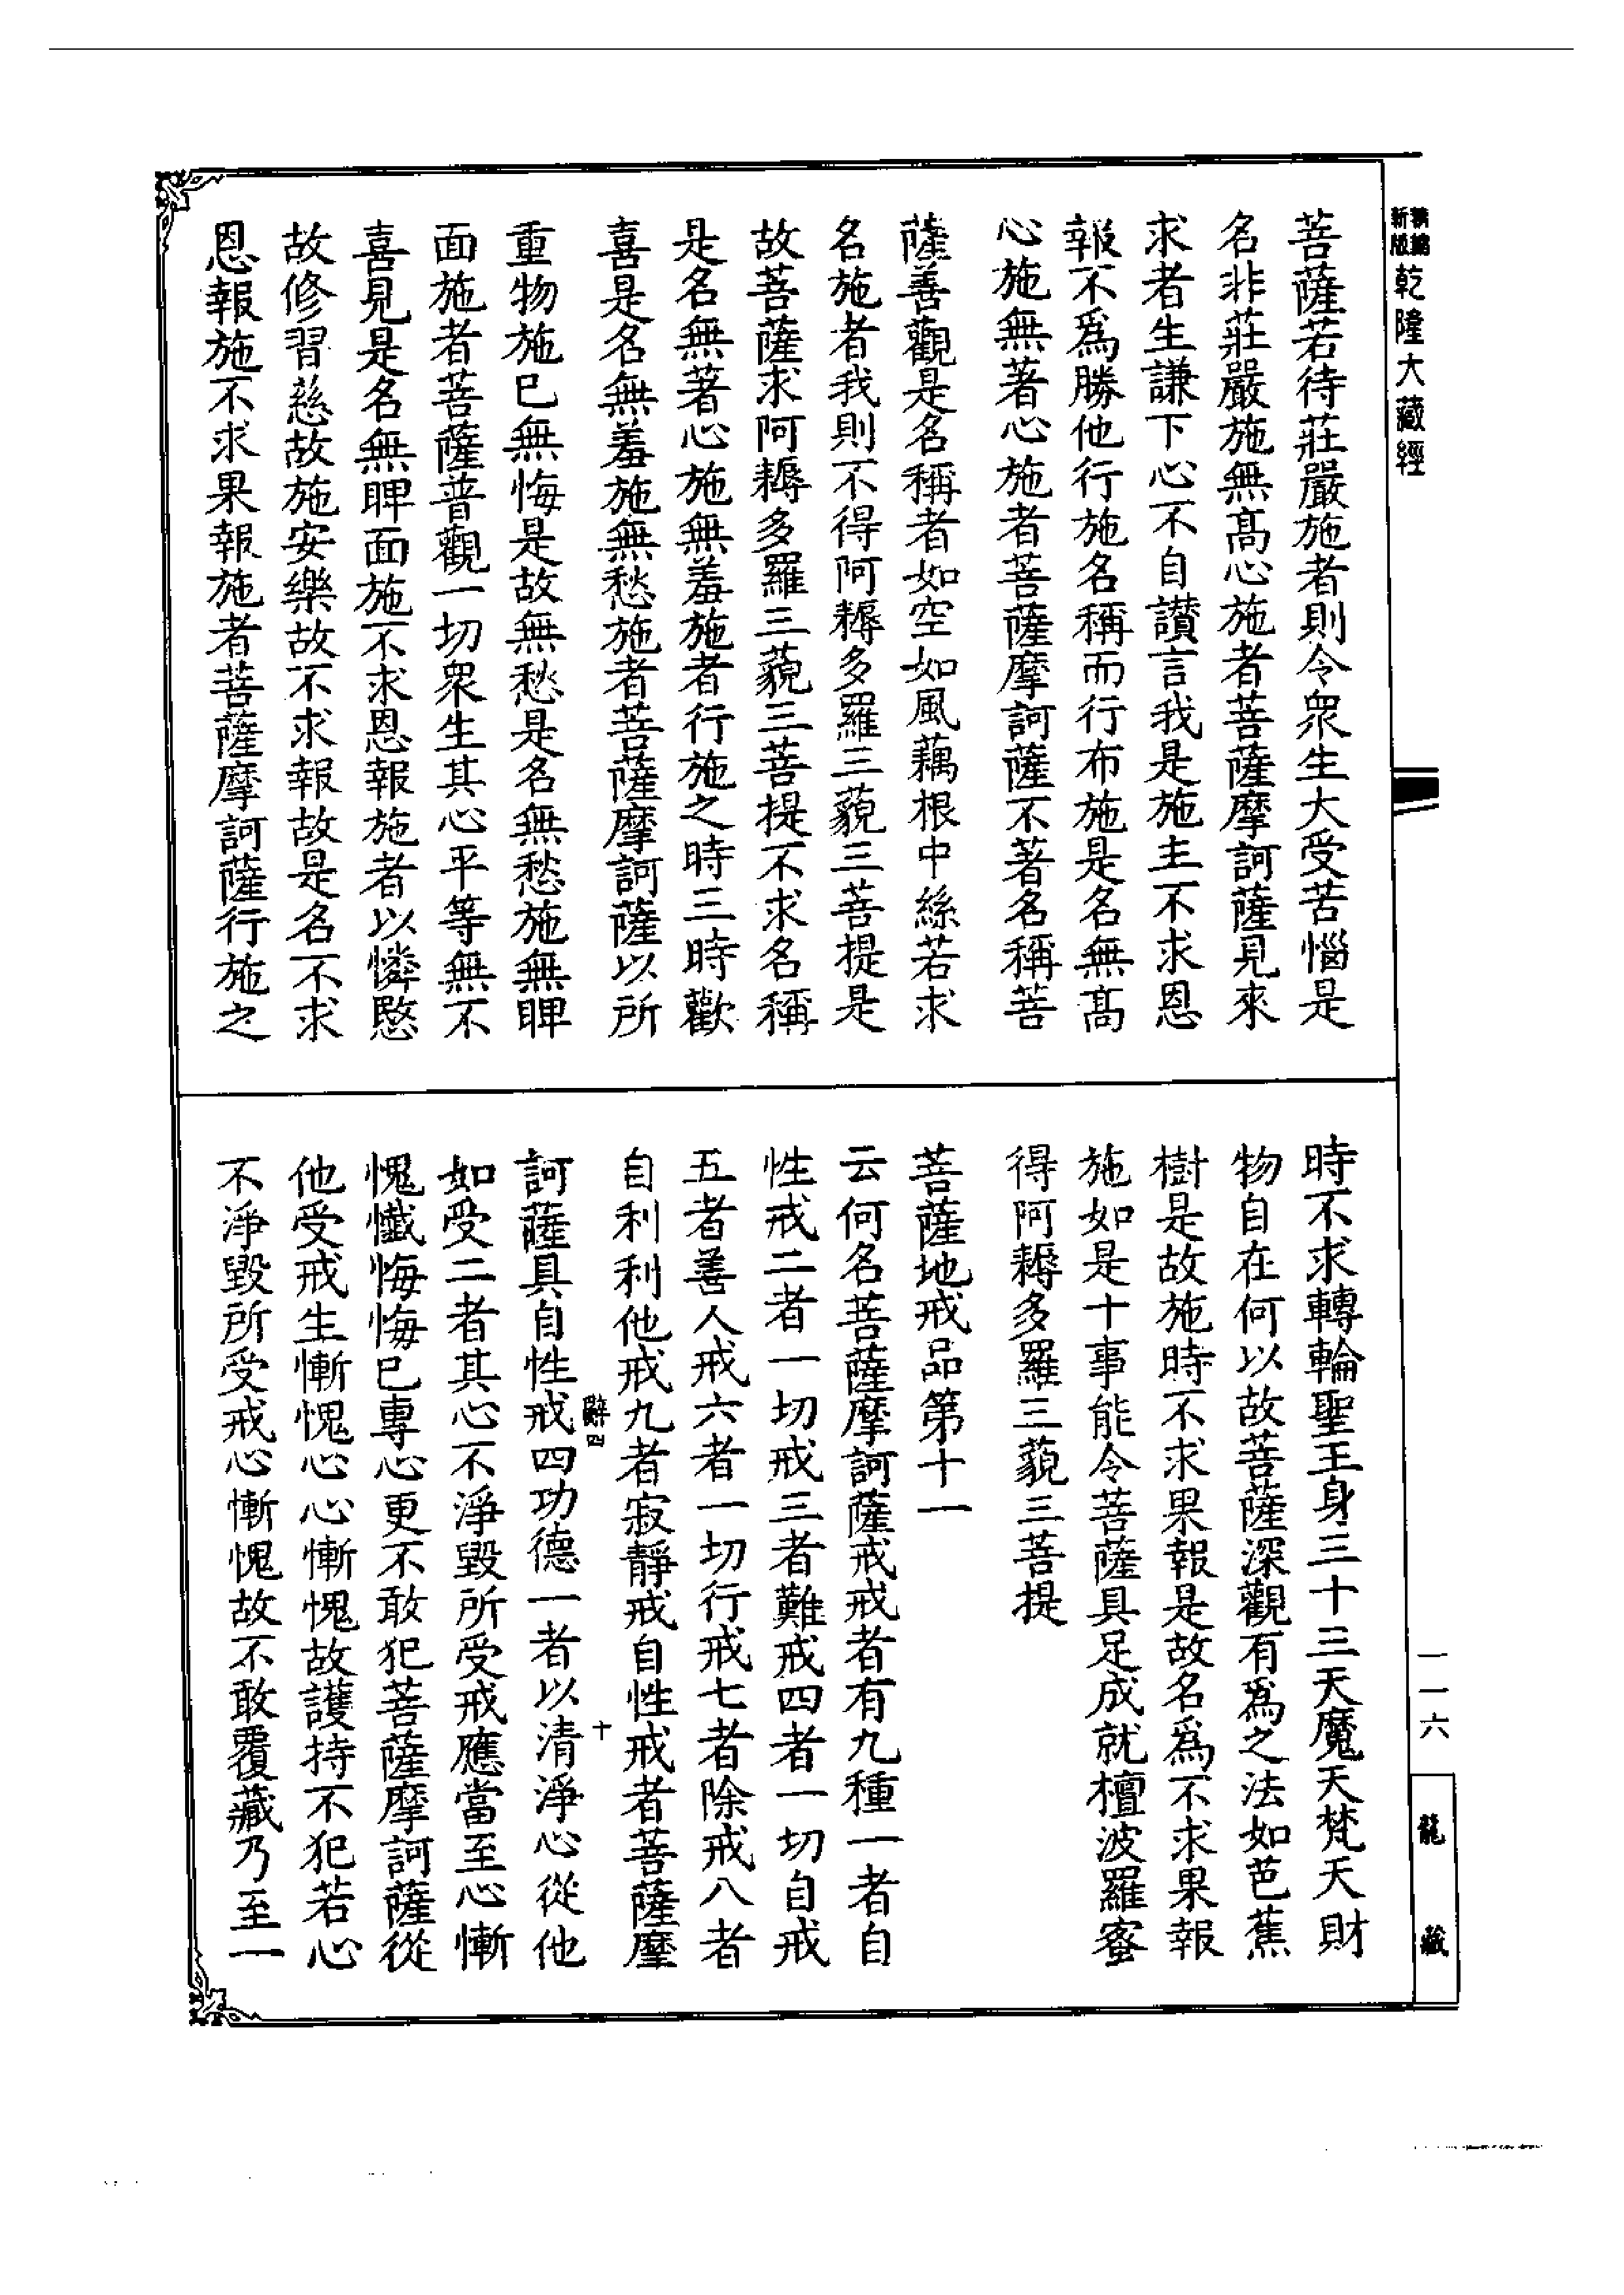 新編
新版
乾隆大藏經
菩薩若待莊嚴施者則令衆生大受苦惱是
名非莊嚴施無髙心施者菩薩摩訶薩見來
求者生謙下心不自讃言我是施主不求恩
報不爲勝他行施名稱而行布施是名無髙
心施無著心施者菩薩摩訶薩不著名稱菩
薩善觀是名稱者如空如風藕根中絲若求
名施者我則不得阿耨多羅三藐三菩提是
故菩薩求阿耨多羅三藐三菩提不求名稱
是名無著心施無羞施者行施之時三時歡
喜是名無羞施無愁施者菩薩摩訶薩以所
重物施已無悔是故無愁是名無愁施無睥
面施者菩薩普觀一切衆生其心平等無不
喜見是名無睥面施不求恩報施者以憐愍
故修習慈故施安樂故不求報故是名不求
恩報施不求果報施者菩薩摩訶薩行施之
時不求轉輪聖王身三十三天魔天梵天財
物自在何以故菩薩深觀有爲之法如芭蕉
樹是故施時不求果報是故名爲不求果報
施如是十事能令菩薩具足成就檀波羅蜜
得阿耨多羅三藐三菩提
菩薩地戒品第十一
云何名菩薩摩訶薩戒戒者有九種一者自
性戒二者一切戒三者難戒四者一切自戒
五者善人戒六者一切行戒七者除戒八者
自利利他戒九者寂靜戒自性戒者菩薩摩
訶薩具自性戒四功德一者以清淨心從他
如受二者其心不淨毀所受戒應當至心慚
愧懺悔悔已專心更不敢犯菩薩摩訶薩從
他受戒生慚愧心心慚愧故護持不犯若心
不淨毀所受戒心慚愧故不敢覆藏乃至一
四
十
一一六
龍藏